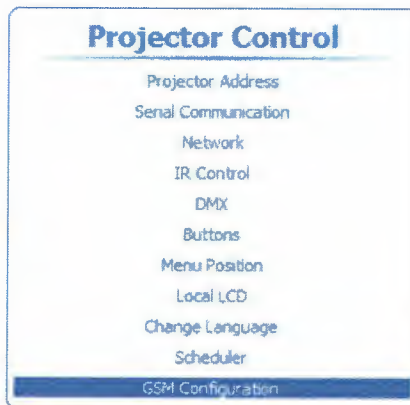 Projector Control
Projector Address
Serial Communication
Network
IR Control
DMX
Buttons
Menu Position
Local LCD
Change Language
Scheduler
GSM Configuration